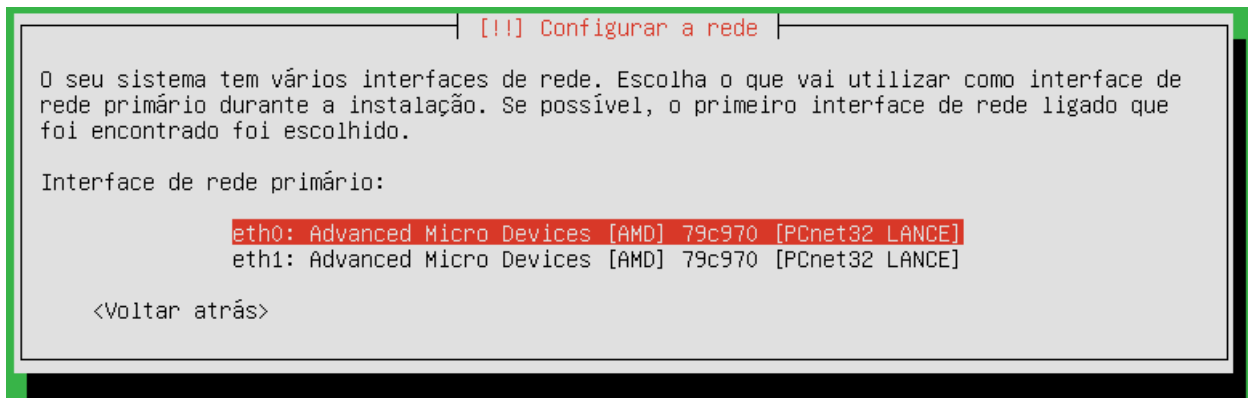 [!!] Configurar a rede
O seu sistema tem vários interfaces de rede. Escolha o que vai utilizar como interface de
rede primário durante a instalação. Se possível, o primeiro interface de rede ligado que
foi encontrado foi escolhido.
Interface de rede primário:
eth0: Advanced Micro Devices [AMD] 79c970 [PCnet32 LANCE]
eth1: Advanced Micro Devices [AMD] 79c970 [PCnet32 LANCE]
<Voltar atrás>